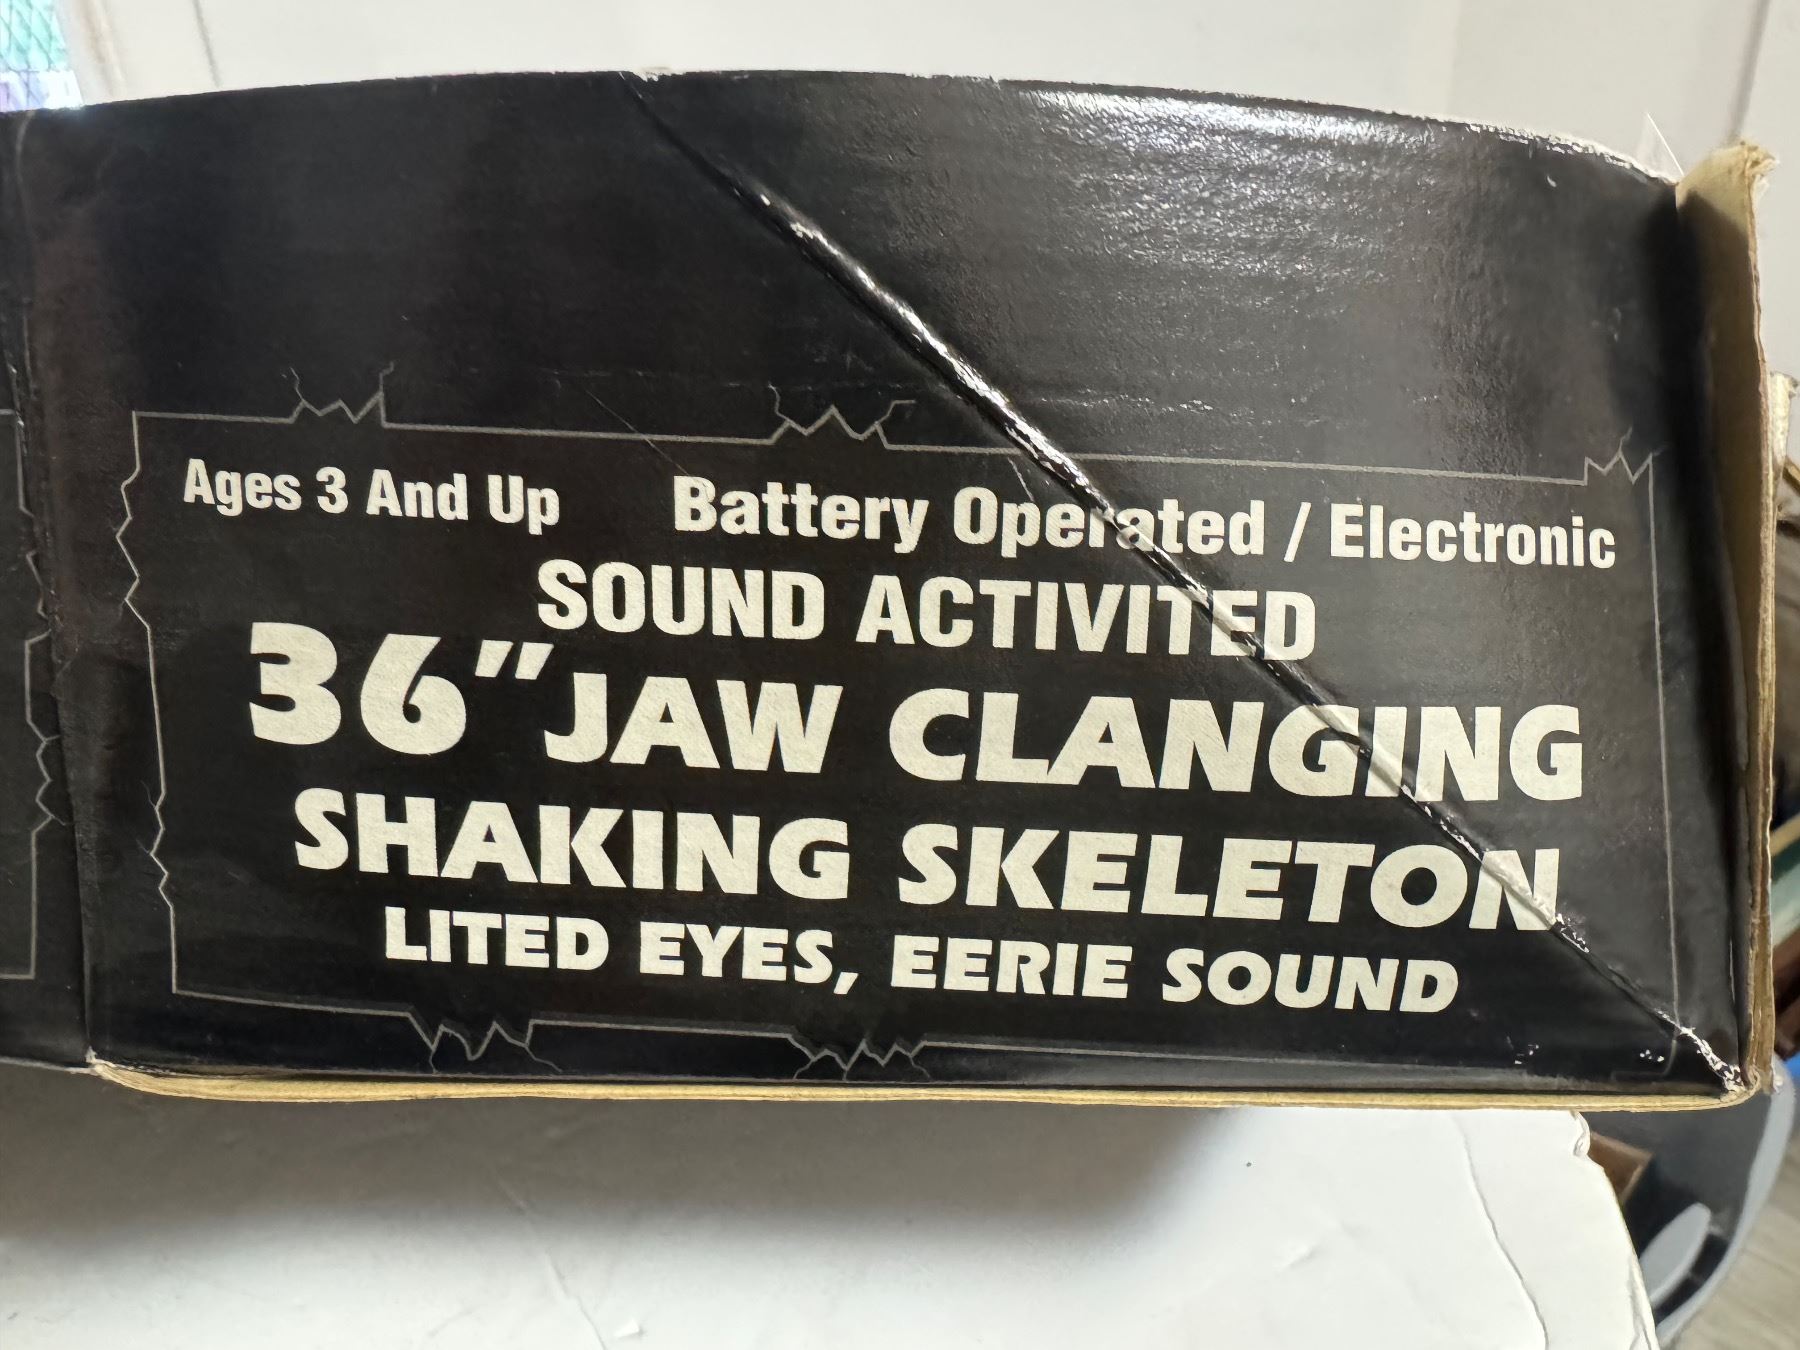 Ages 3 And Up Battery Operated / Electronic
SOUND ACTIVITED
36" JAW CLANGING
SHAKING SKELETON
LITED EYES, EERIE SOUND